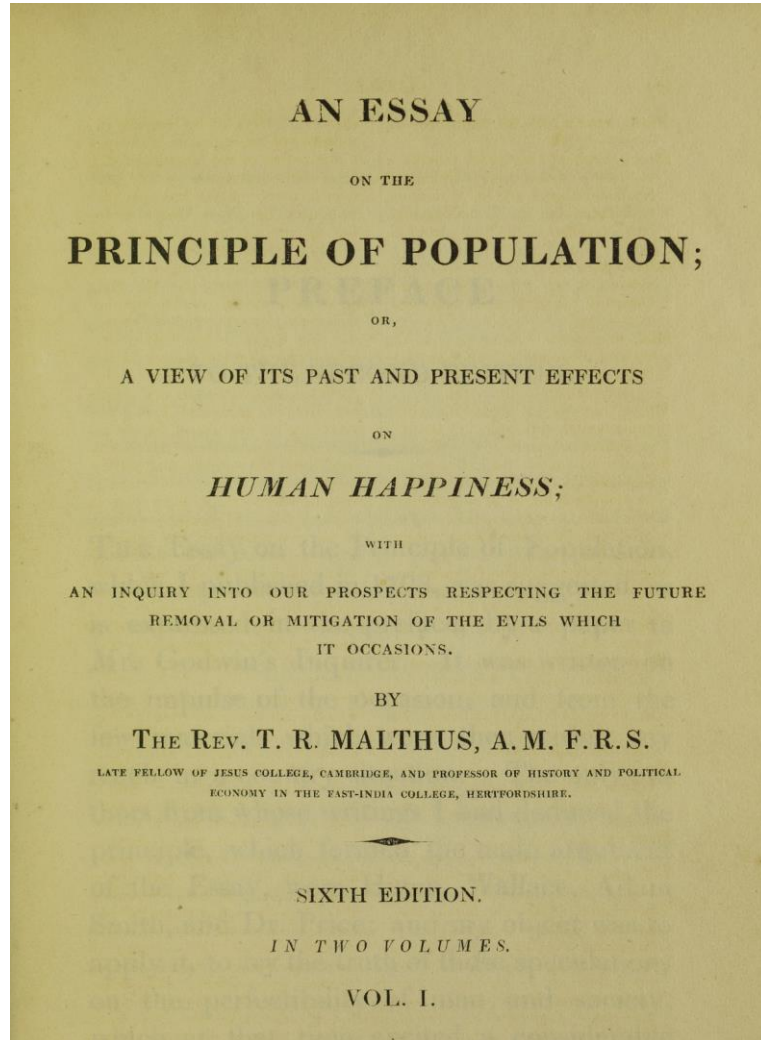 AN ESSAY
ON THE
PRINCIPLE OF POPULATION;
OR,
A VIEW OF ITS PAST AND PRESENT EFFECTS
ON
HUMAN HAPPINESS;
WITH
AN INQUIRY INTO OUR PROSPECTS RESPECTING THE FUTURE
REMOVAL OR MITIGATION OF THE EVILS WHICH
IT OCCASIONS.
BY
THE REV. T. R. MALTHUS, A.M. F.R.S.
LATE FELLOW OF JESUS COLLEGE, CAMBRIDGE, AND PROFESSOR OF HISTORY AND POLITICAL
ECONOMY IN THE EAST-INDIA COLLEGE, HERTFORDSHIRE.
SIXTH EDITION.
IN TWO VOLUMES.
VOL. I.